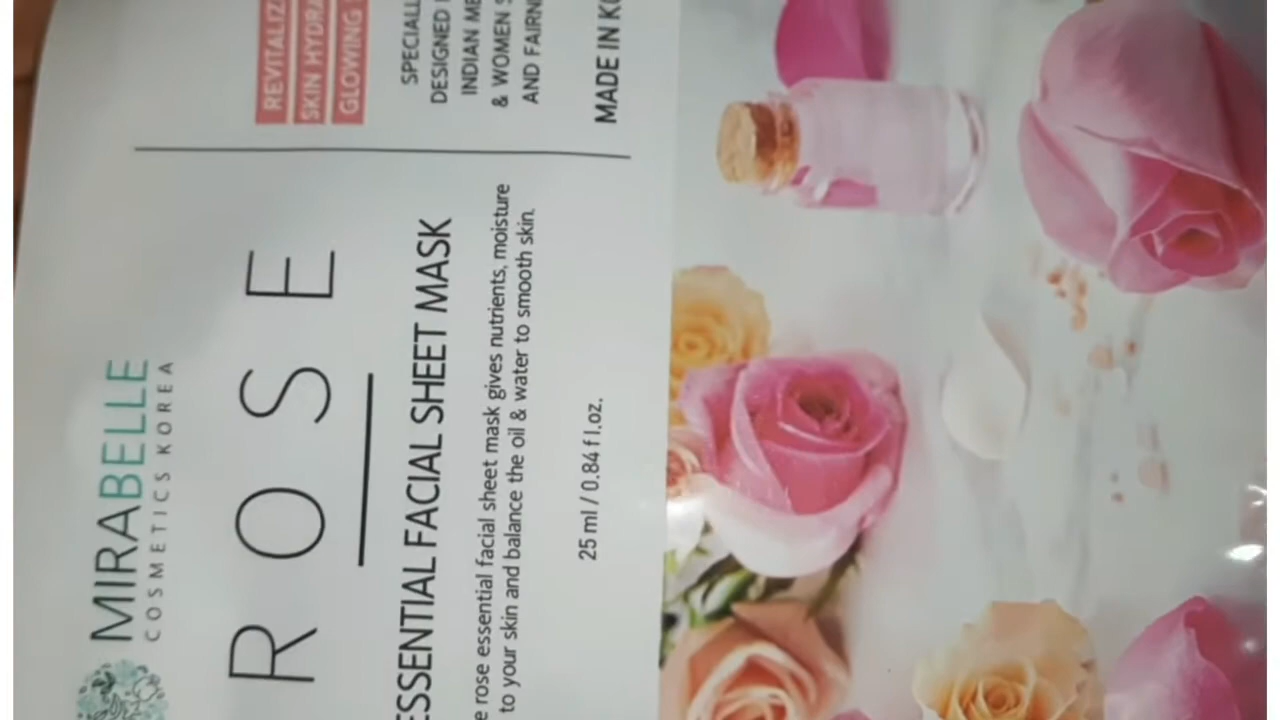 MIRABELLE
COSMETICS KOREA
ROSE
ESSENTIAL FACIAL SHEET MASK
rose essential facial sheet mask gives nutrients, moisture
to your skin and balance the oil & water to smooth skin.
25 ml / 0.84 fl.oz.
REVITALIZ
SKIN HYDRA
GLOWING
SPECIALL
DESIGNED
INDIAN ME
& WOMEN S
AND FAIRN
MADE IN KO